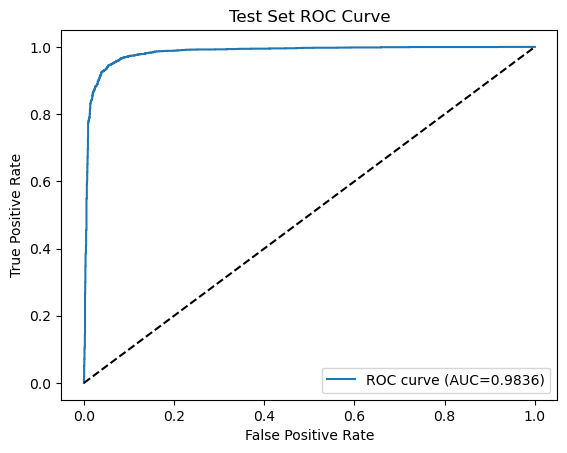 Test Set ROC Curve
True Positive Rate
1.0
0.8
0.6
0.4
0.2
0.0
ROC curve (AUC=0.9836)
0.0 0.2 0.4 0.6 0.8 1.0
False Positive Rate